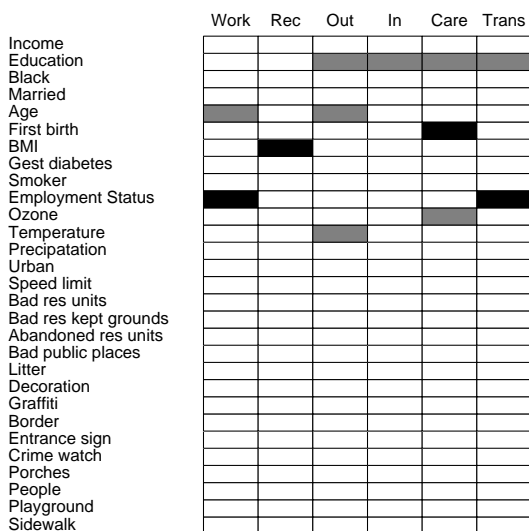 Work Rec Out In Care Trans
Income
Education
Black
Married
Age
First birth
BMI
Gest diabetes
Smoker
Employment Status
Ozone
Temperature
Precipatation
Urban
Speed limit
Bad res units
Bad res kept grounds
Abandoned res units
Bad public places
Litter
Decoration
Graffiti
Border
Entrance sign
Crime watch
Porches
People
Playground
Sidewalk